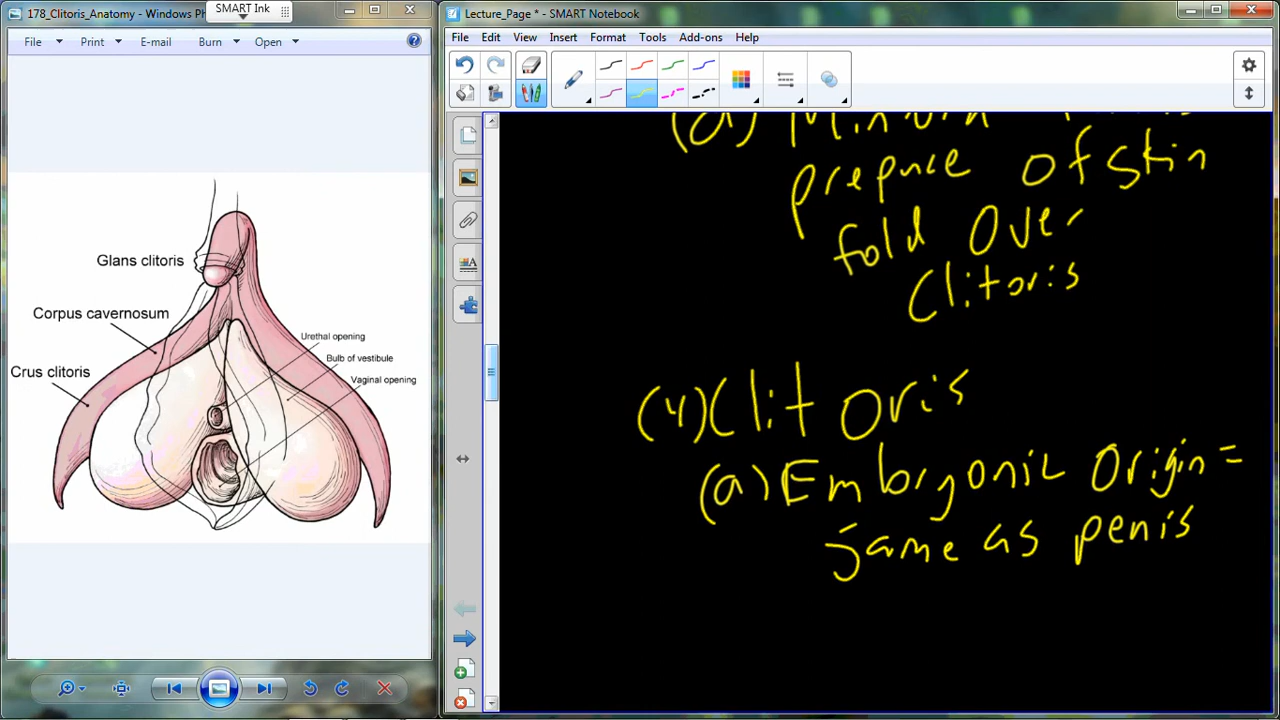 178_Clitoris_Anatomy - Windows Ph
SMART Ink
File Print E-mail Burn Open
Glans clitoris
Corpus cavernosum
Crus clitoris
Urethal opening
Bulb of vestibule
Vaginal opening
Lecture_Page * - SMART Notebook
File Edit View Insert Format Tools Add-ons Help
prepuce of skin
fold over
Clitoris
(4) Clitoris
(a) Embryonic Origin =
same as penis